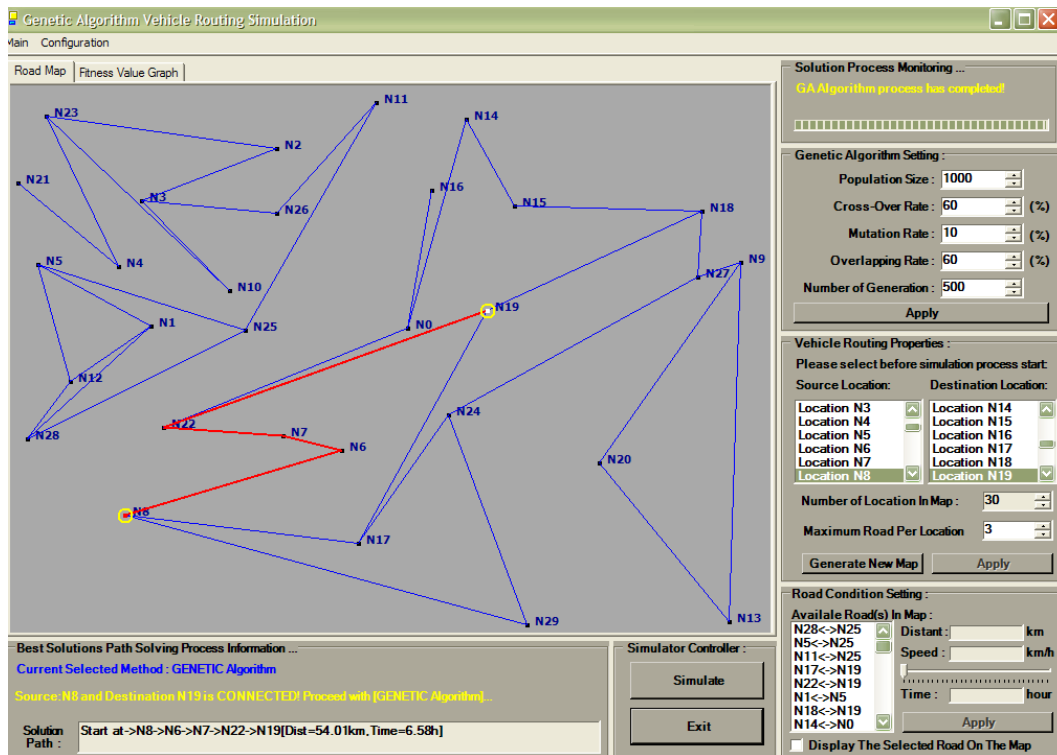 Genetic Algorithm Vehicle Routing Simulation
Main Configuration
Road Map Fitness Value Graph
N11
N23
N14
N2
N21
N16
N3
N26
N15
N18
N5
N4
N9
N27
N10
N19
N1
N25
N0
N12
N24
N22
N7
N28
N6
N20
N8
N17
N29
N13
Solution Process Monitoring ...
GA Algorithm process has completed!
Genetic Algorithm Setting :
Population Size : 1000
Cross-Over Rate : 60 (%)
Mutation Rate : 10 (%)
Overlapping Rate : 60 (%)
Number of Generation : 500
Apply
Vehicle Routing Properties :
Please select before simulation process start:
Source Location: Destination Location:
Location N3 Location N14
Location N4 Location N15
Location N5 Location N16
Location N6 Location N17
Location N7 Location N18
Location N8 Location N19
Number of Location In Map : 30
Maximum Road Per Location 3
Generate New Map Apply
Road Condition Setting :
Availale Road(s) In Map :
N28<->N25 Distant : km
N5<->N25 Speed : km/h
N11<->N25
N17<->N19
N22<->N19 Time : hour
N1<->N5
N18<->N19 Apply
N14<->N0
Display The Selected Road On The Map
Best Solutions Path Solving Process Information ...
Current Selected Method : GENETIC Algorithm
Source:N8 and Destination N19 is CONNECTED! Proceed with [GENETIC Algorithm]...
Solution Path : Start at->N8->N6->N7->N22->N19[Dist=54.01km,Time=6.58h]
Simulator Controller :
Simulate
Exit